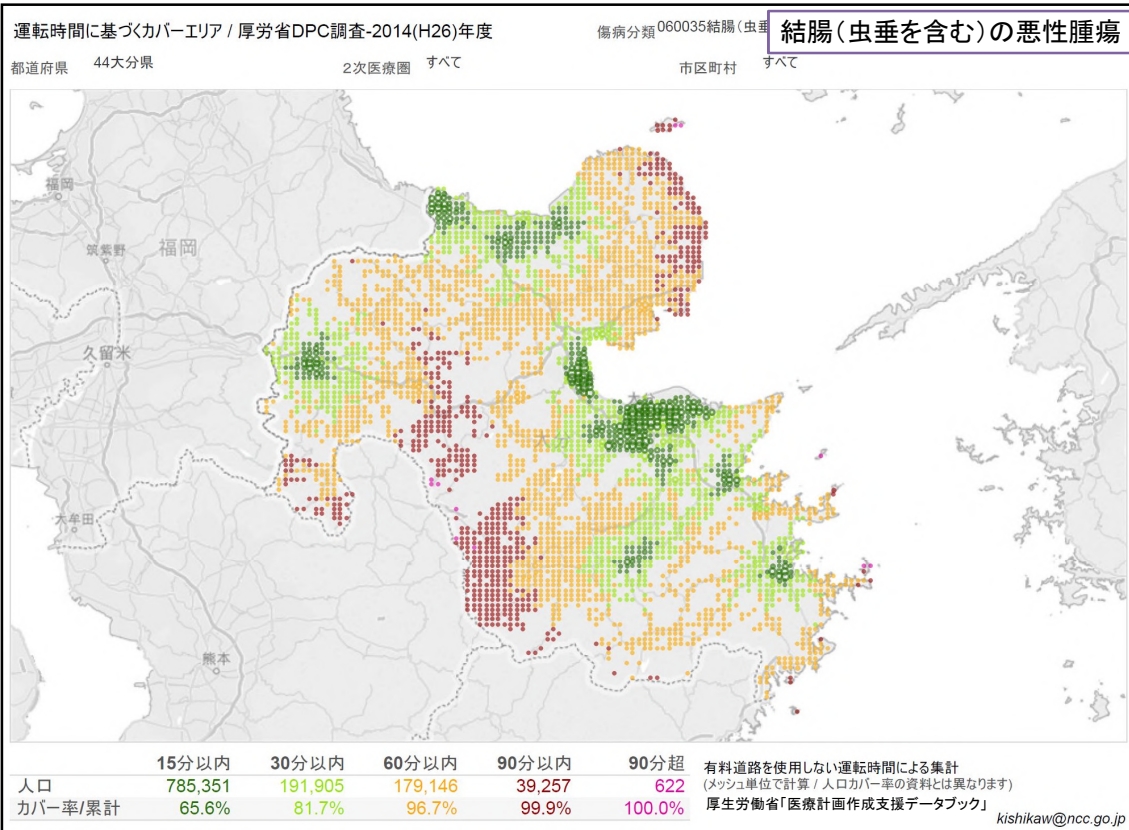 運転時間に基づくカバーエリア / 厚労省DPC調査-2014(H26)年度
傷病分類 060035結腸(虫垂
結腸(虫垂を含む)の悪性腫瘍
都道府県 44大分県 2次医療圏 すべて 市区町村 すべて
福岡
筑紫野
福岡
久留米
大牟田
熊本
15分以内 30分以内 60分以内 90分以内 90分超
人口 785,351 191,905 179,146 39,257 622
カバー率/累計 65.6% 81.7% 96.7% 99.9% 100.0%
有料道路を使用しない運転時間による集計
(メッシュ単位で計算 / 人口カバー率の資料とは異なります)
厚生労働省「医療計画作成支援データブック」
kishikaw@ncc.go.jp